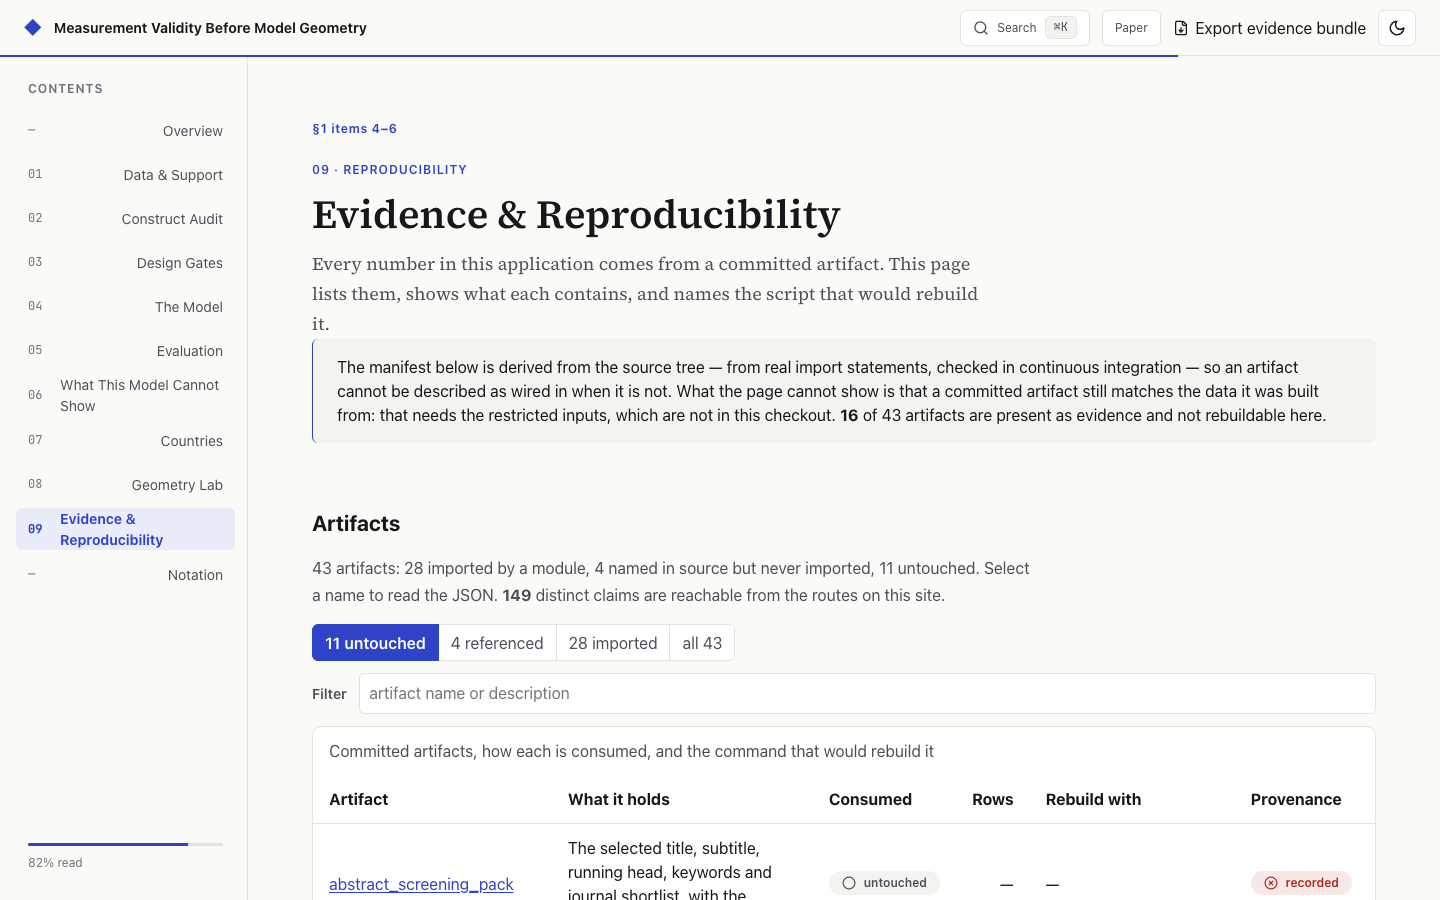 Measurement Validity Before Model Geometry
Search ⌘K
Paper
Export evidence bundle
CONTENTS
— Overview
01 Data & Support
02 Construct Audit
03 Design Gates
04 The Model
05 Evaluation
06 What This Model Cannot
Show
07 Countries
08 Geometry Lab
09 Evidence &
Reproducibility
— Notation
82% read
§1 items 4–6
09 · REPRODUCIBILITY
Evidence & Reproducibility
Every number in this application comes from a committed artifact. This page
lists them, shows what each contains, and names the script that would rebuild
it.
The manifest below is derived from the source tree — from real import statements, checked in continuous integration — so an artifact
cannot be described as wired in when it is not. What the page cannot show is that a committed artifact still matches the data it was built
from: that needs the restricted inputs, which are not in this checkout. 16 of 43 artifacts are present as evidence and not rebuildable here.
Artifacts
43 artifacts: 28 imported by a module, 4 named in source but never imported, 11 untouched. Select
a name to read the JSON. 149 distinct claims are reachable from the routes on this site.
11 untouched 4 referenced 28 imported all 43
Filter artifact name or description
Committed artifacts, how each is consumed, and the command that would rebuild it
Artifact What it holds Consumed Rows Rebuild with Provenance
The selected title, subtitle,
running head, keywords and
abstract_screening_pack untouched — — recorded
journal shortlist, with the